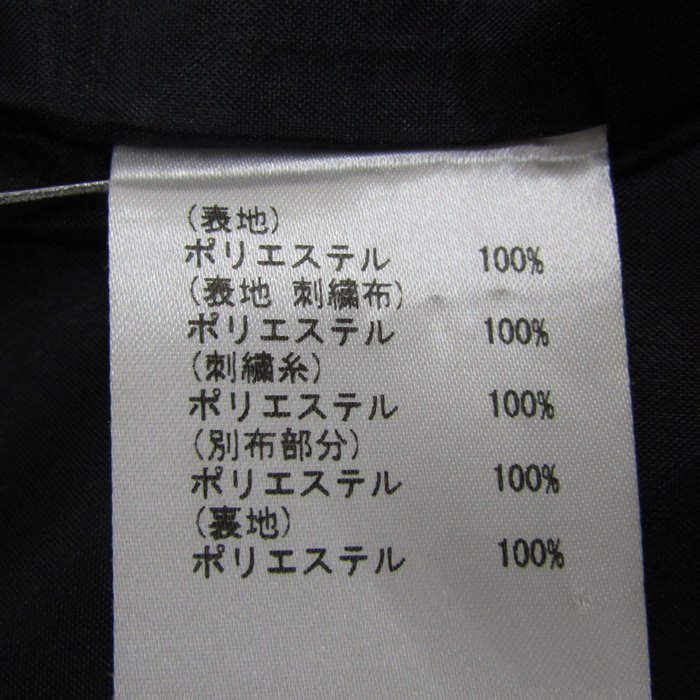 (表地)
ポリエステル 100%
(表地 刺繍布)
ポリエステル 100%
(刺繍糸)
ポリエステル 100%
(別布部分)
ポリエステル 100%
(裏地)
ポリエステル 100%